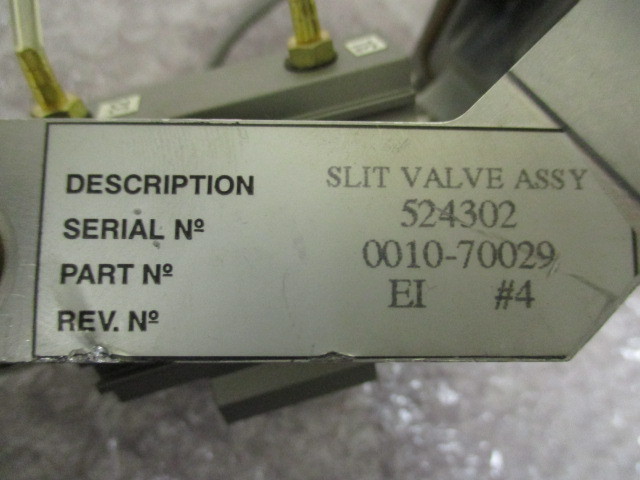 DESCRIPTION SLIT VALVE ASSY
SERIAL Nº 524302
PART Nº 0010-70029
REV. Nº EI #4